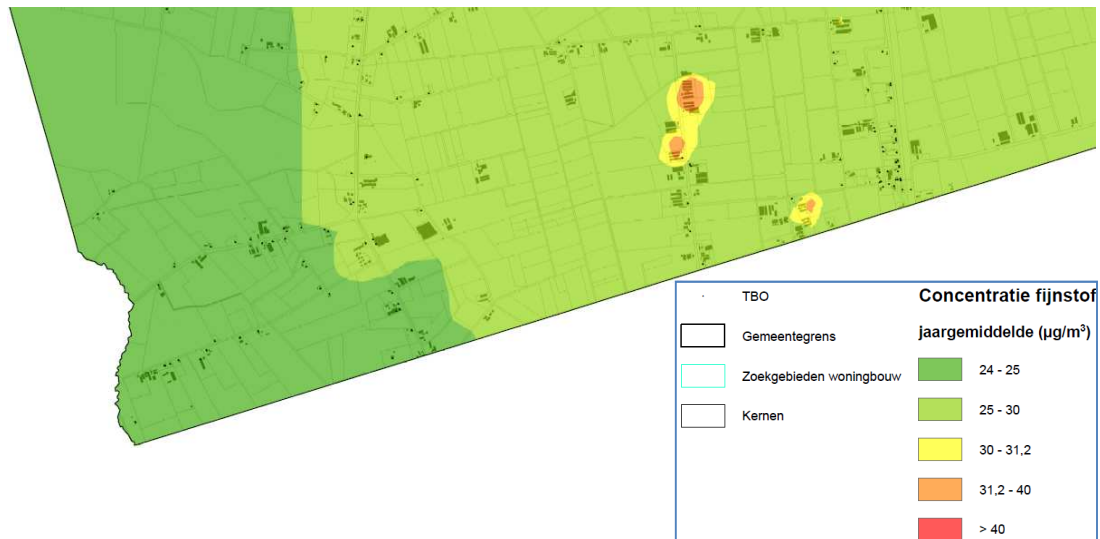 TBO
Gemeentegrens
Zoekgebieden woningbouw
Kernen
Concentratie fijnstof
jaargemiddelde (µg/m³)
24 - 25
25 - 30
30 - 31,2
31,2 - 40
> 40